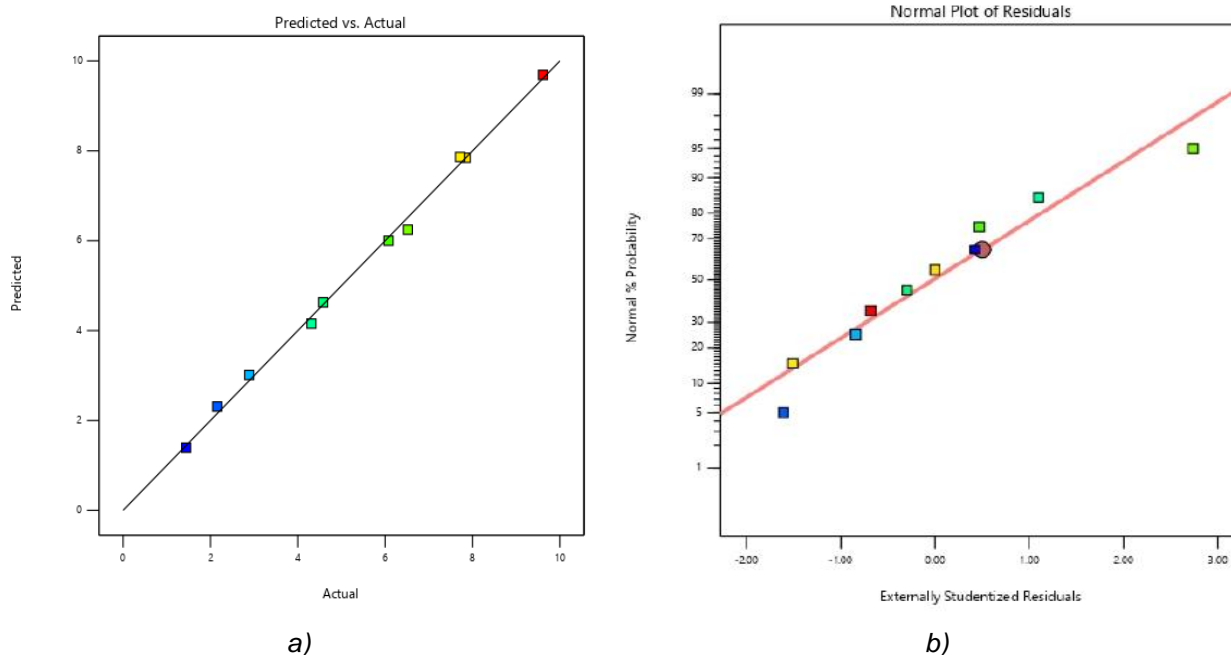 Predicted vs. Actual
10
8
6
4
2
0
0 2 4 6 8 10
Predicted
Actual
a)
Normal Plot of Residuals
99
95
90
80
70
50
30
20
10
5
1
-2.00 -1.00 0.00 1.00 2.00 3.00
Normal % Probability
Externally Studentized Residuals
b)